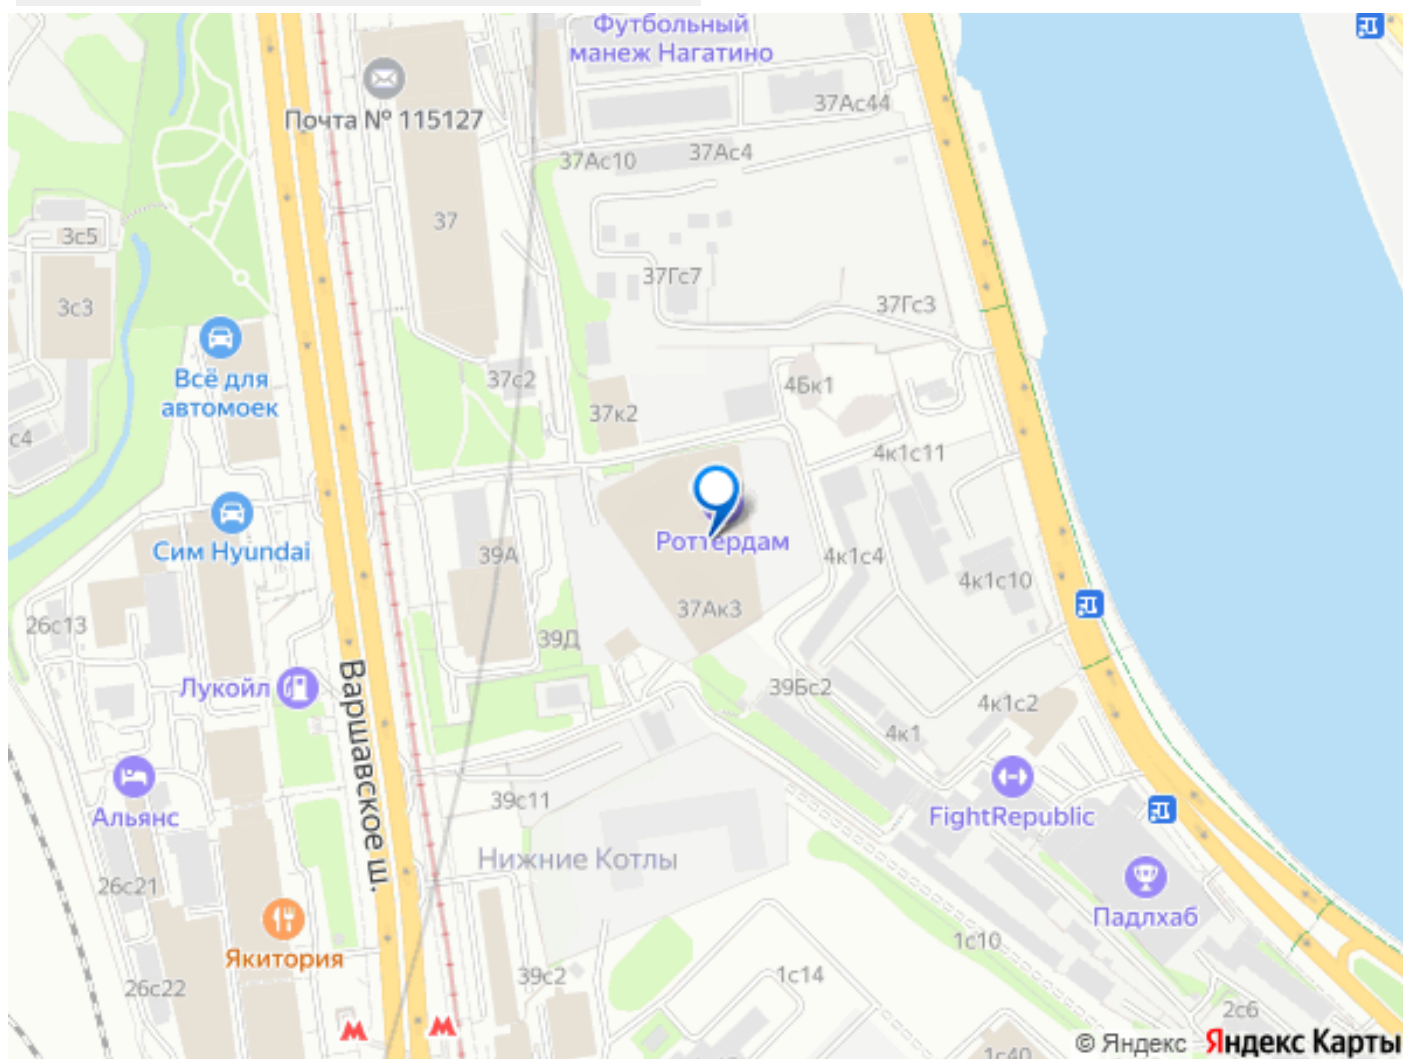 Футбольный
манеж Нагатино
37Ас44
Почта № 115127
37Ас10
37Ас4
37
3с5
37Гс7
3с3
37Гс3
Всё для
автомоек
37с2
4Бк1
37к2
с4
4к1с11
Сим Hyundai
39А
Роттердам
4к1с4
4к1с10
37Ак3
26с13
39Д
Лукойл
39Бс2
4к1с2
4к1
Варшавское ш.
Альянс
39с11
FightRepublic
Нижние Котлы
26с21
Падлхаб
Якитория
1с10
39с2
1с14
26с22
2с6
1с40
© Яндекс Яндекс Карты